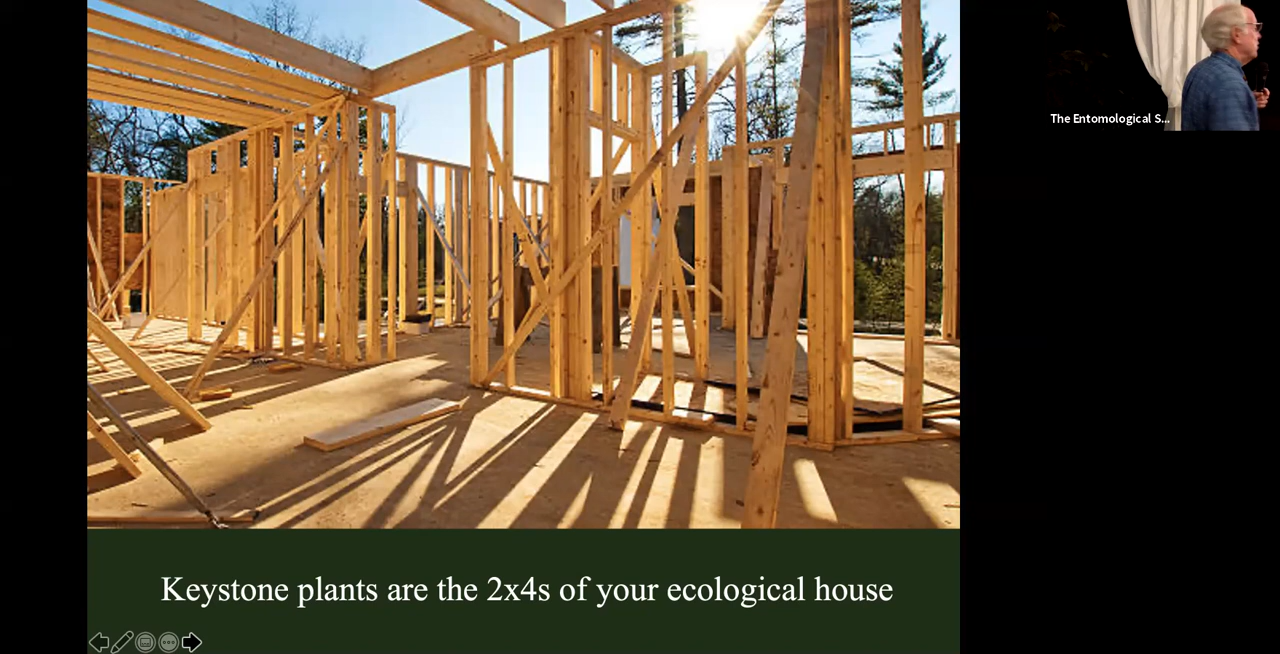 The Entomological S...
Keystone plants are the 2x4s of your ecological house